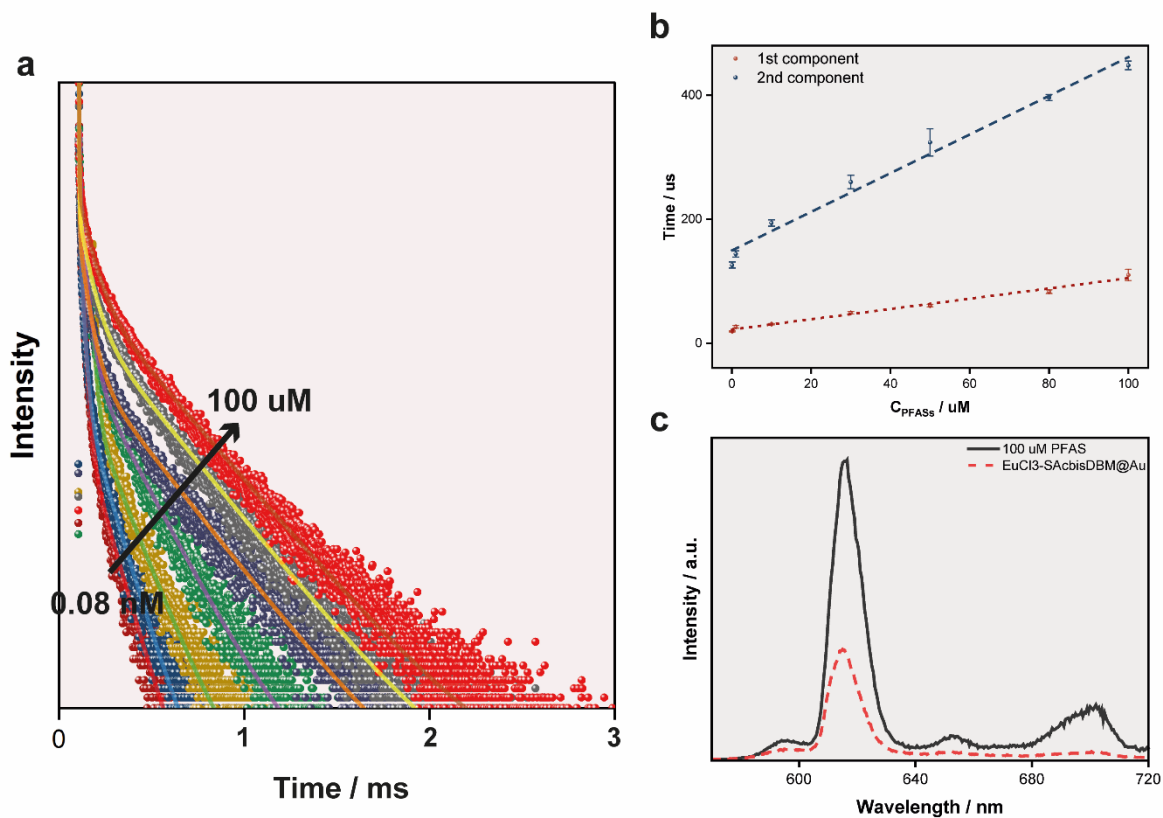 a
Intensity
100 uM
0.08 nM
0
1
2
3
Time / ms
b
1st component
2nd component
Time / us
400
200
0
0
20
40
60
80
100
CPFASs / uM
c
100 uM PFAS
EuCl3-SAcbisDBM@Au
Intensity / a.u.
600
640
680
720
Wavelength / nm